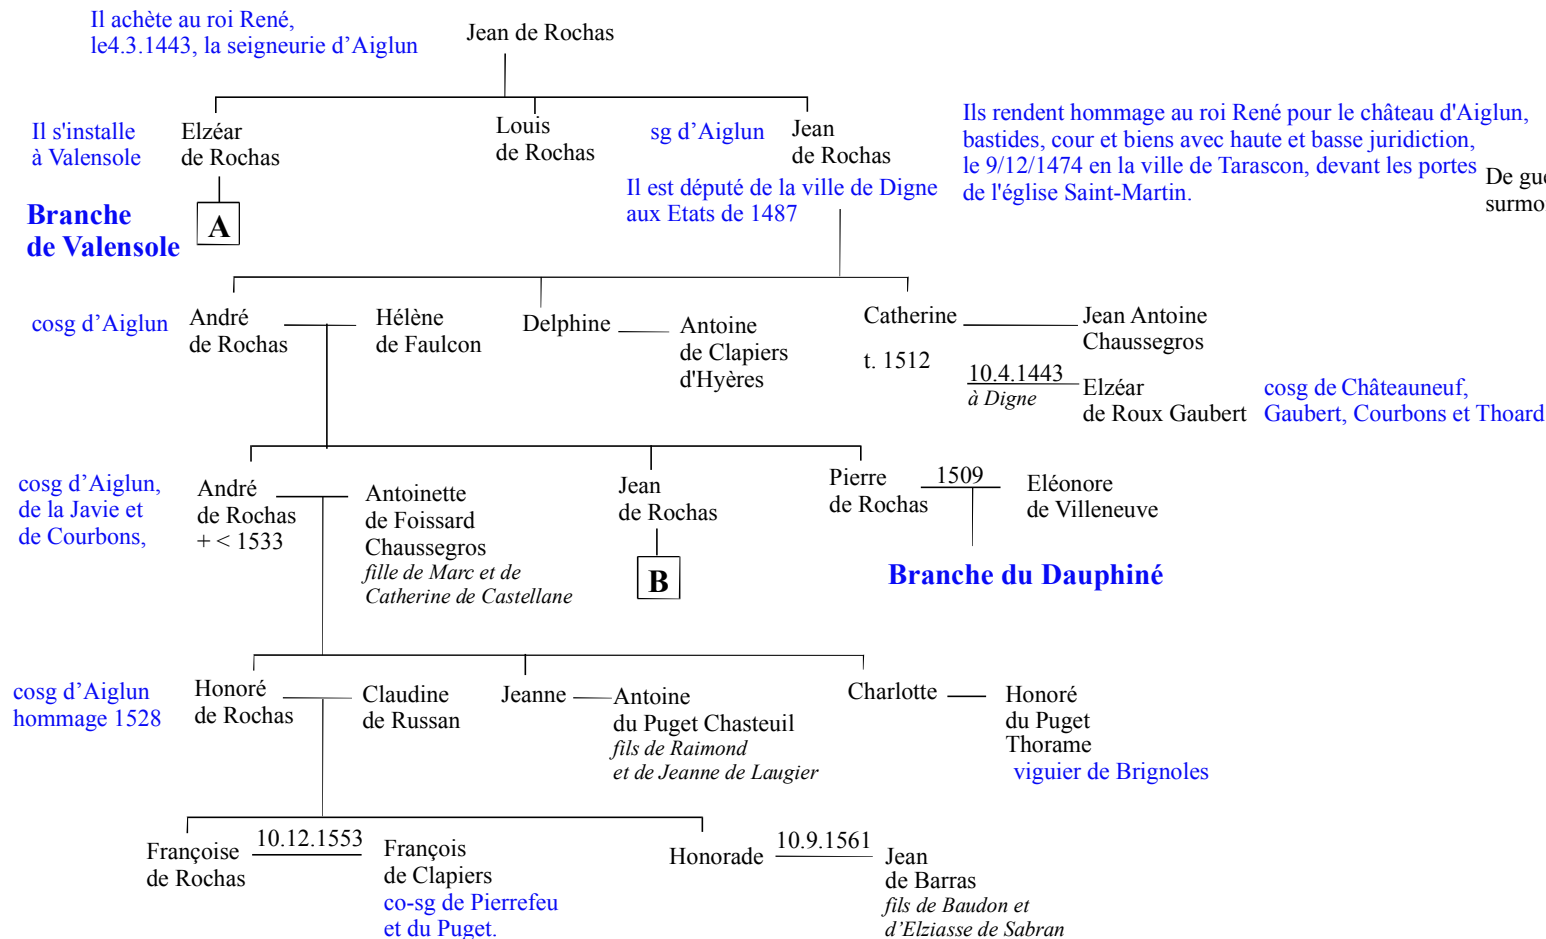 Il achète au roi René,
le4.3.1443, la seigneurie d’Aiglun
Jean de Rochas
Il s'installe
à Valensole
Elzéar
de Rochas
Louis
de Rochas
sg d’Aiglun
Jean
de Rochas
Il est député de la ville de Digne
aux Etats de 1487
Ils rendent hommage au roi René pour le château d'Aiglun,
bastides, cour et biens avec haute et basse juridiction,
le 9/12/1474 en la ville de Tarascon, devant les portes
de l'église Saint-Martin.
De
Branche
de Valensole
A
cosg d’Aiglun
André
de Rochas
Hélène
de Faulcon
Delphine
Antoine
de Clapiers
d'Hyères
Catherine
t. 1512
Jean Antoine
Chaussegros
10.4.1443
à Digne
Elzéar
de Roux Gaubert
cosg de Châteauneuf,
Gaubert, Courbons et Thoard
cosg d’Aiglun,
de la Javie et
de Courbons,
André
de Rochas
+ < 1533
Antoinette
de Foissard
Chaussegros
fille de Marc et de
Catherine de Castellane
Jean
de Rochas
B
Pierre
de Rochas
1509
Eléonore
de Villeneuve
Branche du Dauphiné
cosg d’Aiglun
hommage 1528
Honoré
de Rochas
Claudine
de Russan
Jeanne
Antoine
du Puget Chasteuil
fils de Raimond
et de Jeanne de Laugier
Charlotte
Honoré
du Puget
Thorame
viguier de Brignoles
Françoise
de Rochas
10.12.1553
François
de Clapiers
co-sg de Pierrefeu
et du Puget.
Honorade
10.9.1561
Jean
de Barras
fils de Baudon et
d’Elziasse de Sabran